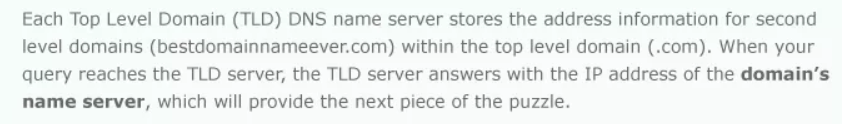 Each Top Level Domain (TLD) DNS name server stores the address information for second
level domains (bestdomainnameever.com) within the top level domain (.com). When your
query reaches the TLD server, the TLD server answers with the IP address of the domain's
name server, which will provide the next piece of the puzzle.